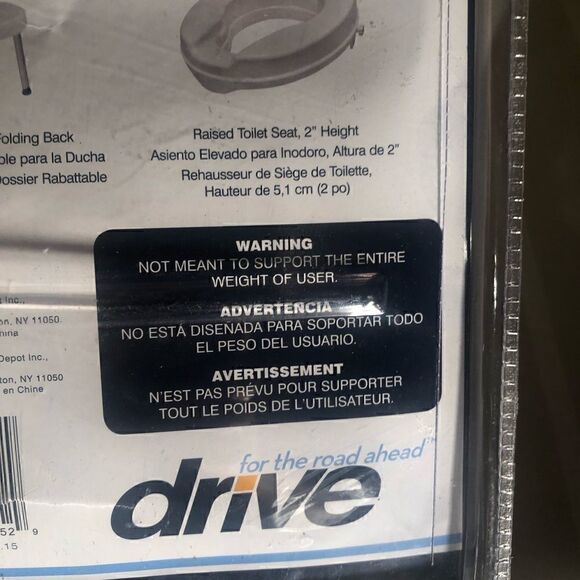 Folding Back
ble para la Ducha
Dossier Rabattable
Raised Toilet Seat, 2" Height
Asiento Elevado para Inodoro, Altura de 2"
Rehausseur de Siège de Toilette,
Hauteur de 5,1 cm (2 po)
WARNING
NOT MEANT TO SUPPORT THE ENTIRE
WEIGHT OF USER.
ADVERTENCIA
NO ESTÁ DISEÑADA PARA SOPORTAR TODO
EL PESO DEL USUARIO.
AVERTISSEMENT
N'EST PAS PRÉVU POUR SUPPORTER
TOUT LE POIDS DE L'UTILISATEUR.
Inc.,
on, NY 11050
hina
Depot Inc.,
ton, NY 11050
en Chine
52 9
.15
for the road ahead™
drive